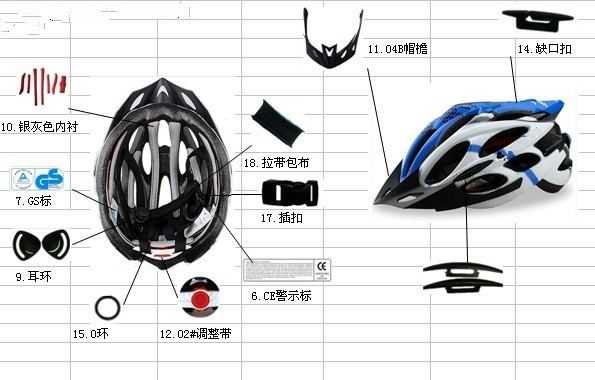 11.04B帽檐
14.缺口扣
10.银灰色内衬
18.拉带包布
7.GS标
17.插扣
9.耳环
6.CE警示标
15.O环
12.02#调整带
CE
GS